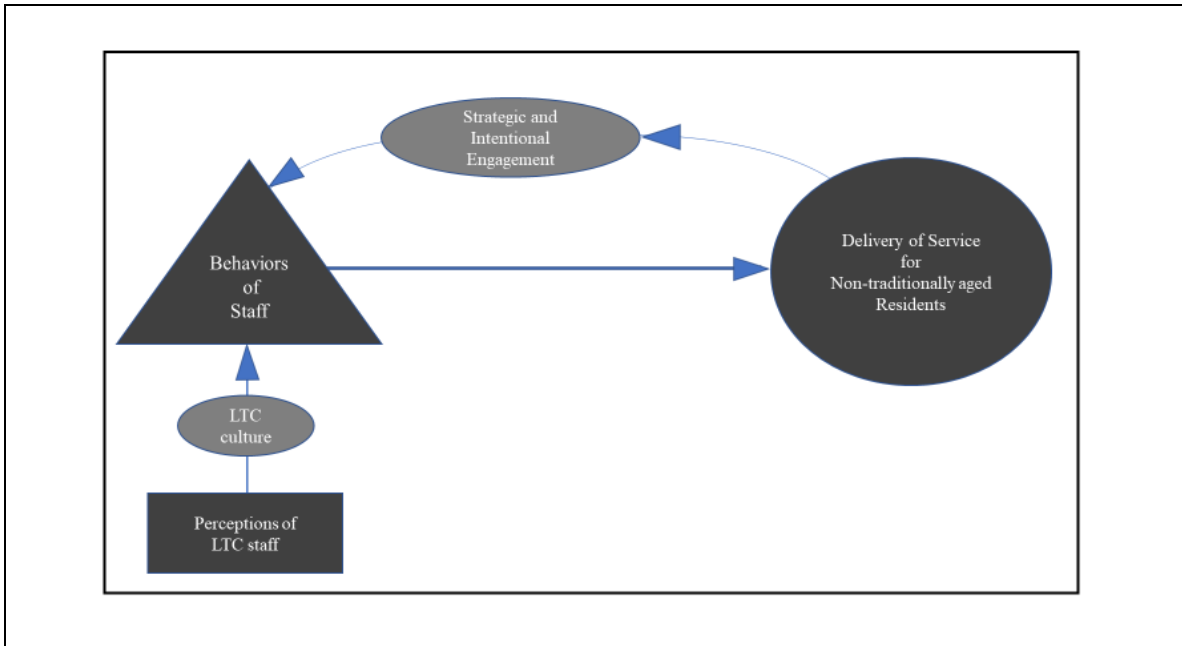 Strategic and
Intentional
Engagement
Behaviors
of
Staff
Delivery of Service
for
Non-traditionally aged
Residents
LTC
culture
Perceptions of
LTC staff